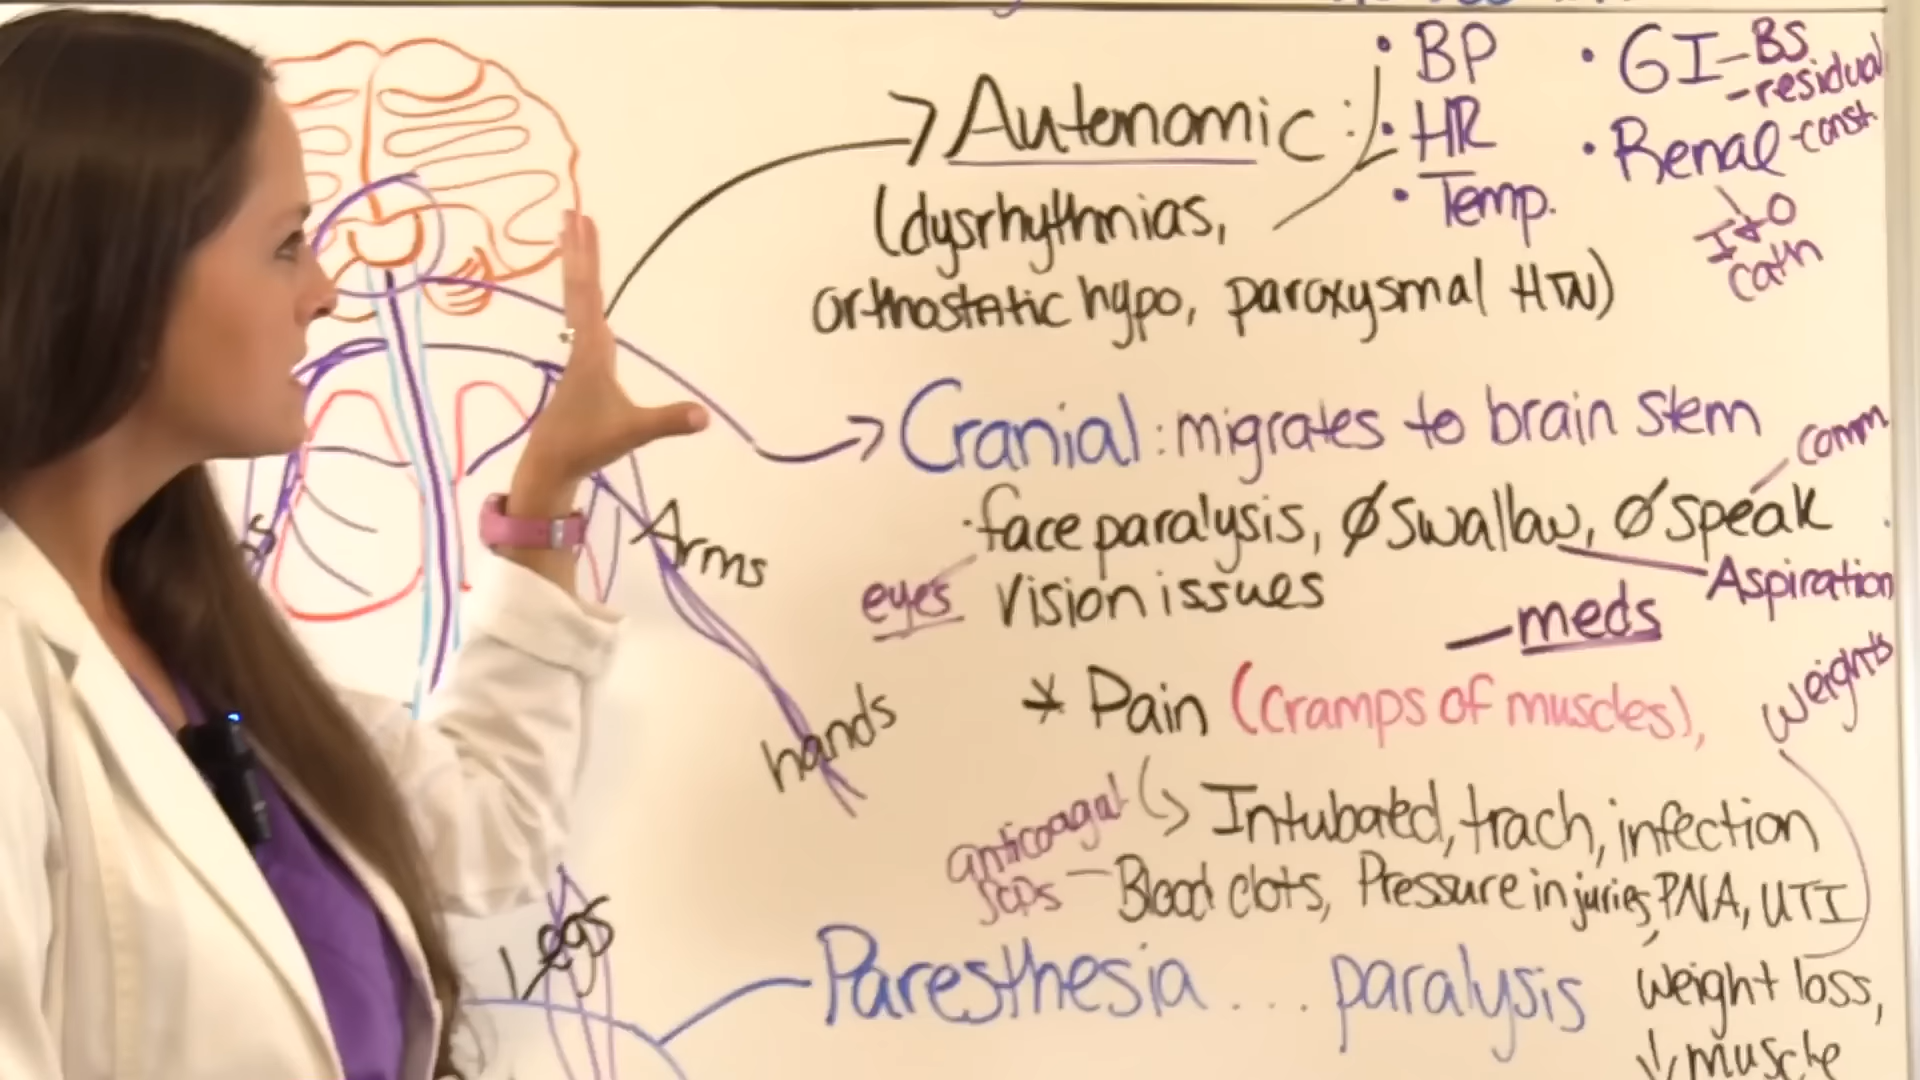 • BP
• HR
• Temp.
• GI - BS
- residual
• Renal - const
I & O
cath
→ Autonomic :
(dysrhythmias,
orthostatic hypo, paroxysmal HTN)
→ Cranial : migrates to brain stem
comm
• face paralysis, Ø swallow, Ø speak
eyes vision issues
Aspiration
— meds
* Pain (cramps of muscles),
weights
↳ Intubated, trach, infection
anticoagul
SCDs — Blood clots, Pressure injuries, PNA, UTI
Paresthesia . . . . paralysis
weight loss,
↓ muscle
Arms
hands
Legs